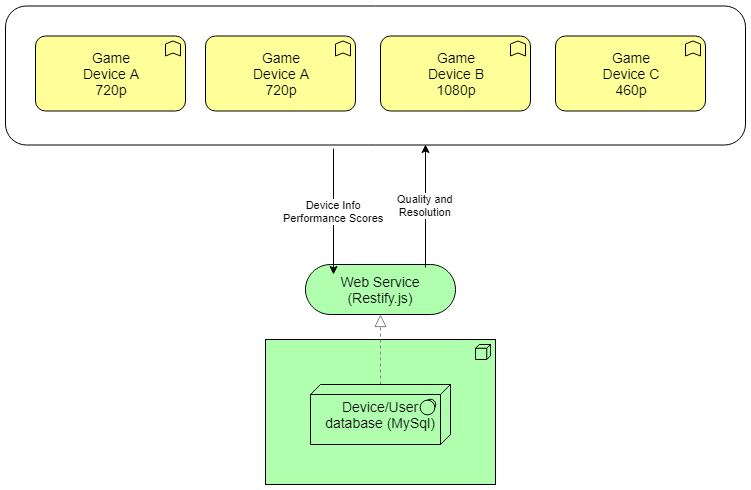 Game
Device A
720p
Game
Device A
720p
Game
Device B
1080p
Game
Device C
460p
Device Info
Performance Scores
Quality and
Resolution
Web Service
(Restify.js)
Device/User
database (MySql)